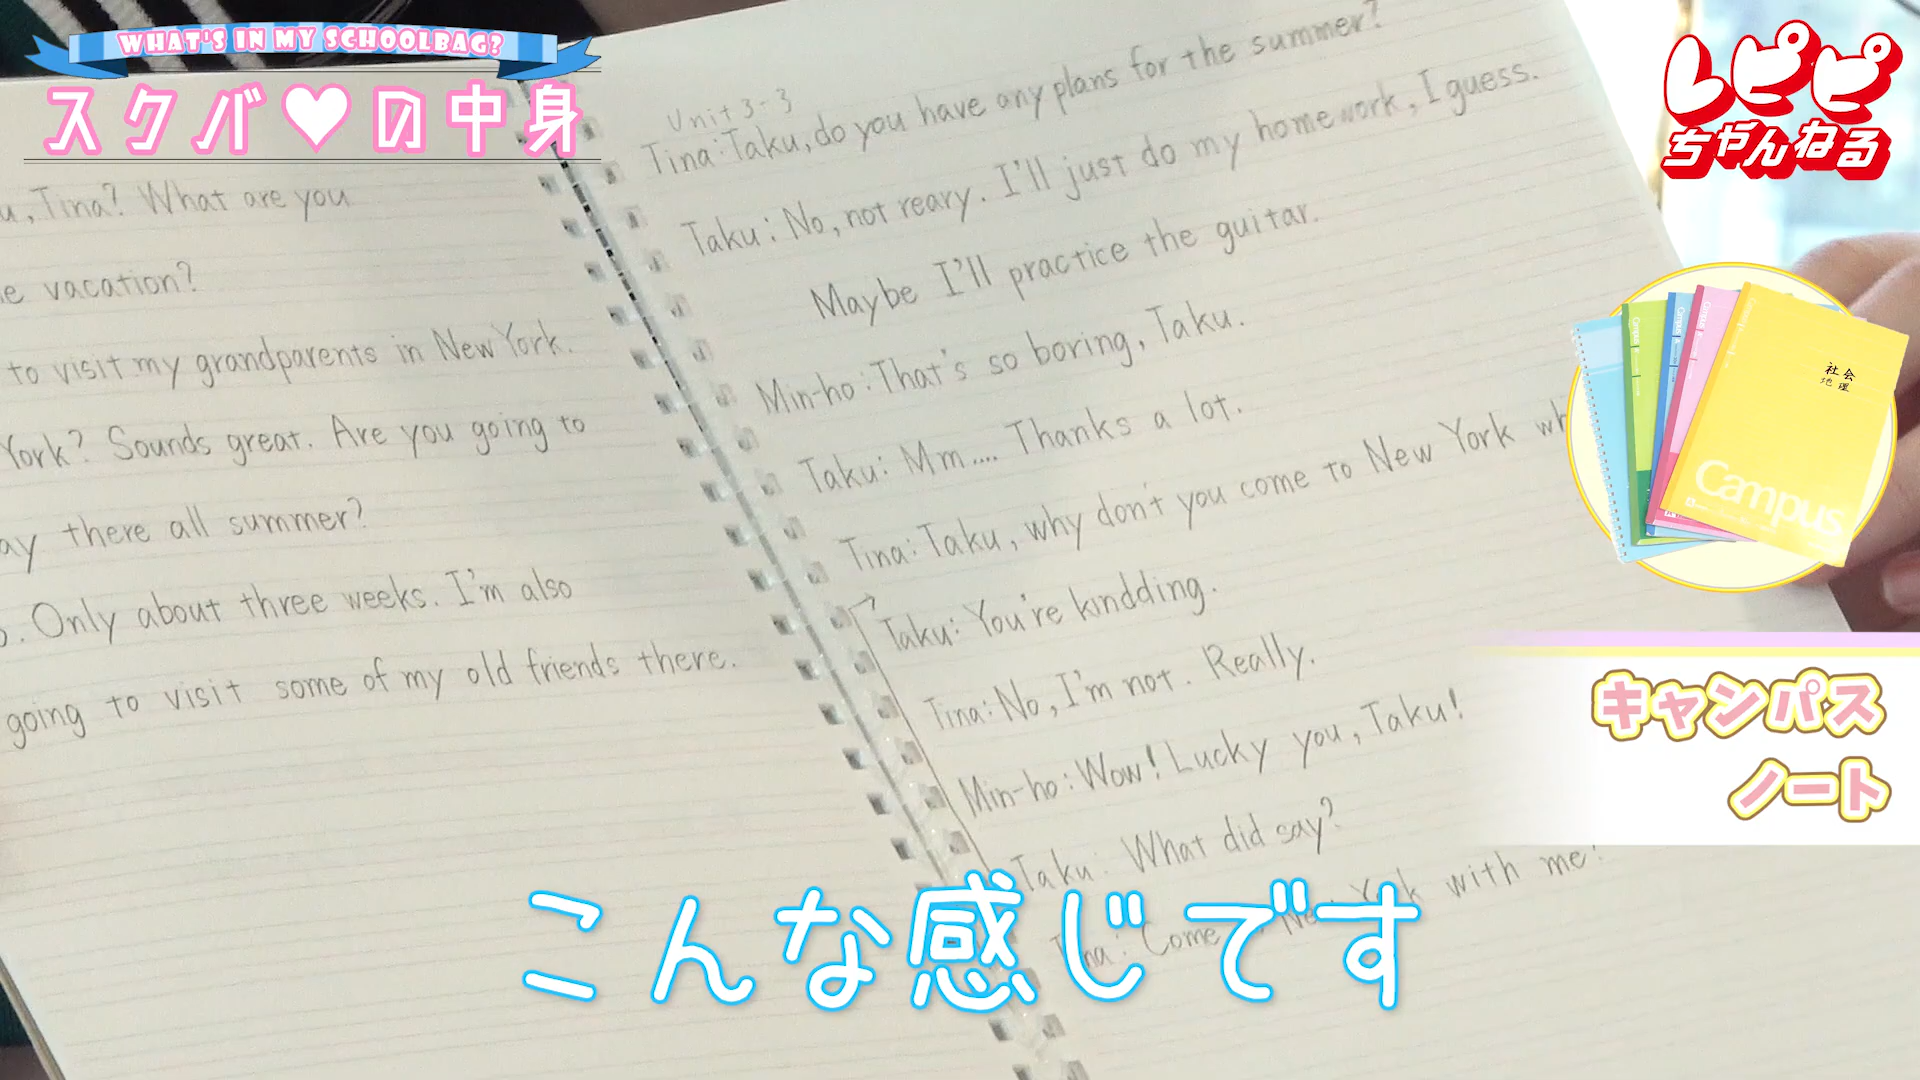 WHAT'S IN MY SCHOOLBAG?
スクバ♥の中身
レピピ
ちゃんねる
u, Tina? What are you
e vacation?
to visit my grandparents in New York.
York? Sounds great. Are you going to
ay there all summer?
. Only about three weeks. I'm also
going to visit some of my old friends there.
Unit 3-3
Tina: Taku, do you have any plans for the summer?
Taku: No, not reary. I'll just do my homework, I guess.
Maybe I'll practice the guitar.
Min-ho: That's so boring, Taku.
Taku: Mm.... Thanks a lot.
Tina: Taku, why don't you come to New York wh
Taku: You're kindding.
Tina: No, I'm not. Really.
Min-ho: Wow! Lucky you, Taku!
Taku: What did say?
Tina: Come New York with me!
社会
地理
Campus
キャンパス
ノート
こんな感じです